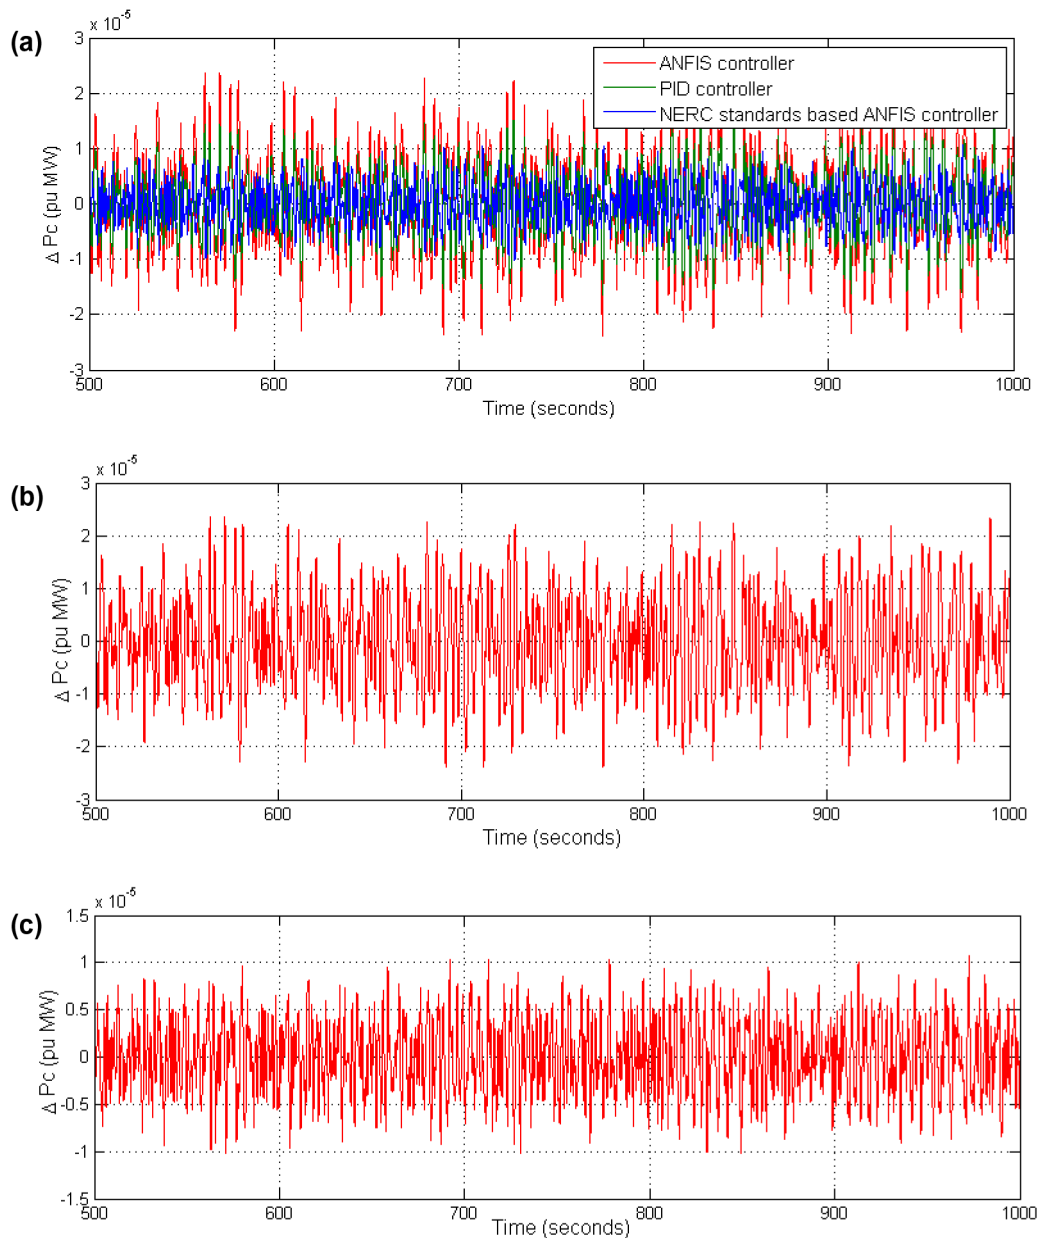 (a)
x 10-5
3
2
1
0
-1
-2
-3
Δ Pc (pu MW)
ANFIS controller
PID controller
NERC standards based ANFIS controller
500 600 700 800 900 1000
Time (seconds)
(b)
x 10-5
3
2
1
0
-1
-2
-3
Δ Pc (pu MW)
500 600 700 800 900 1000
Time (seconds)
(c)
x 10-5
1.5
1
0.5
0
-0.5
-1
-1.5
Δ Pc (pu MW)
500 600 700 800 900 1000
Time (seconds)